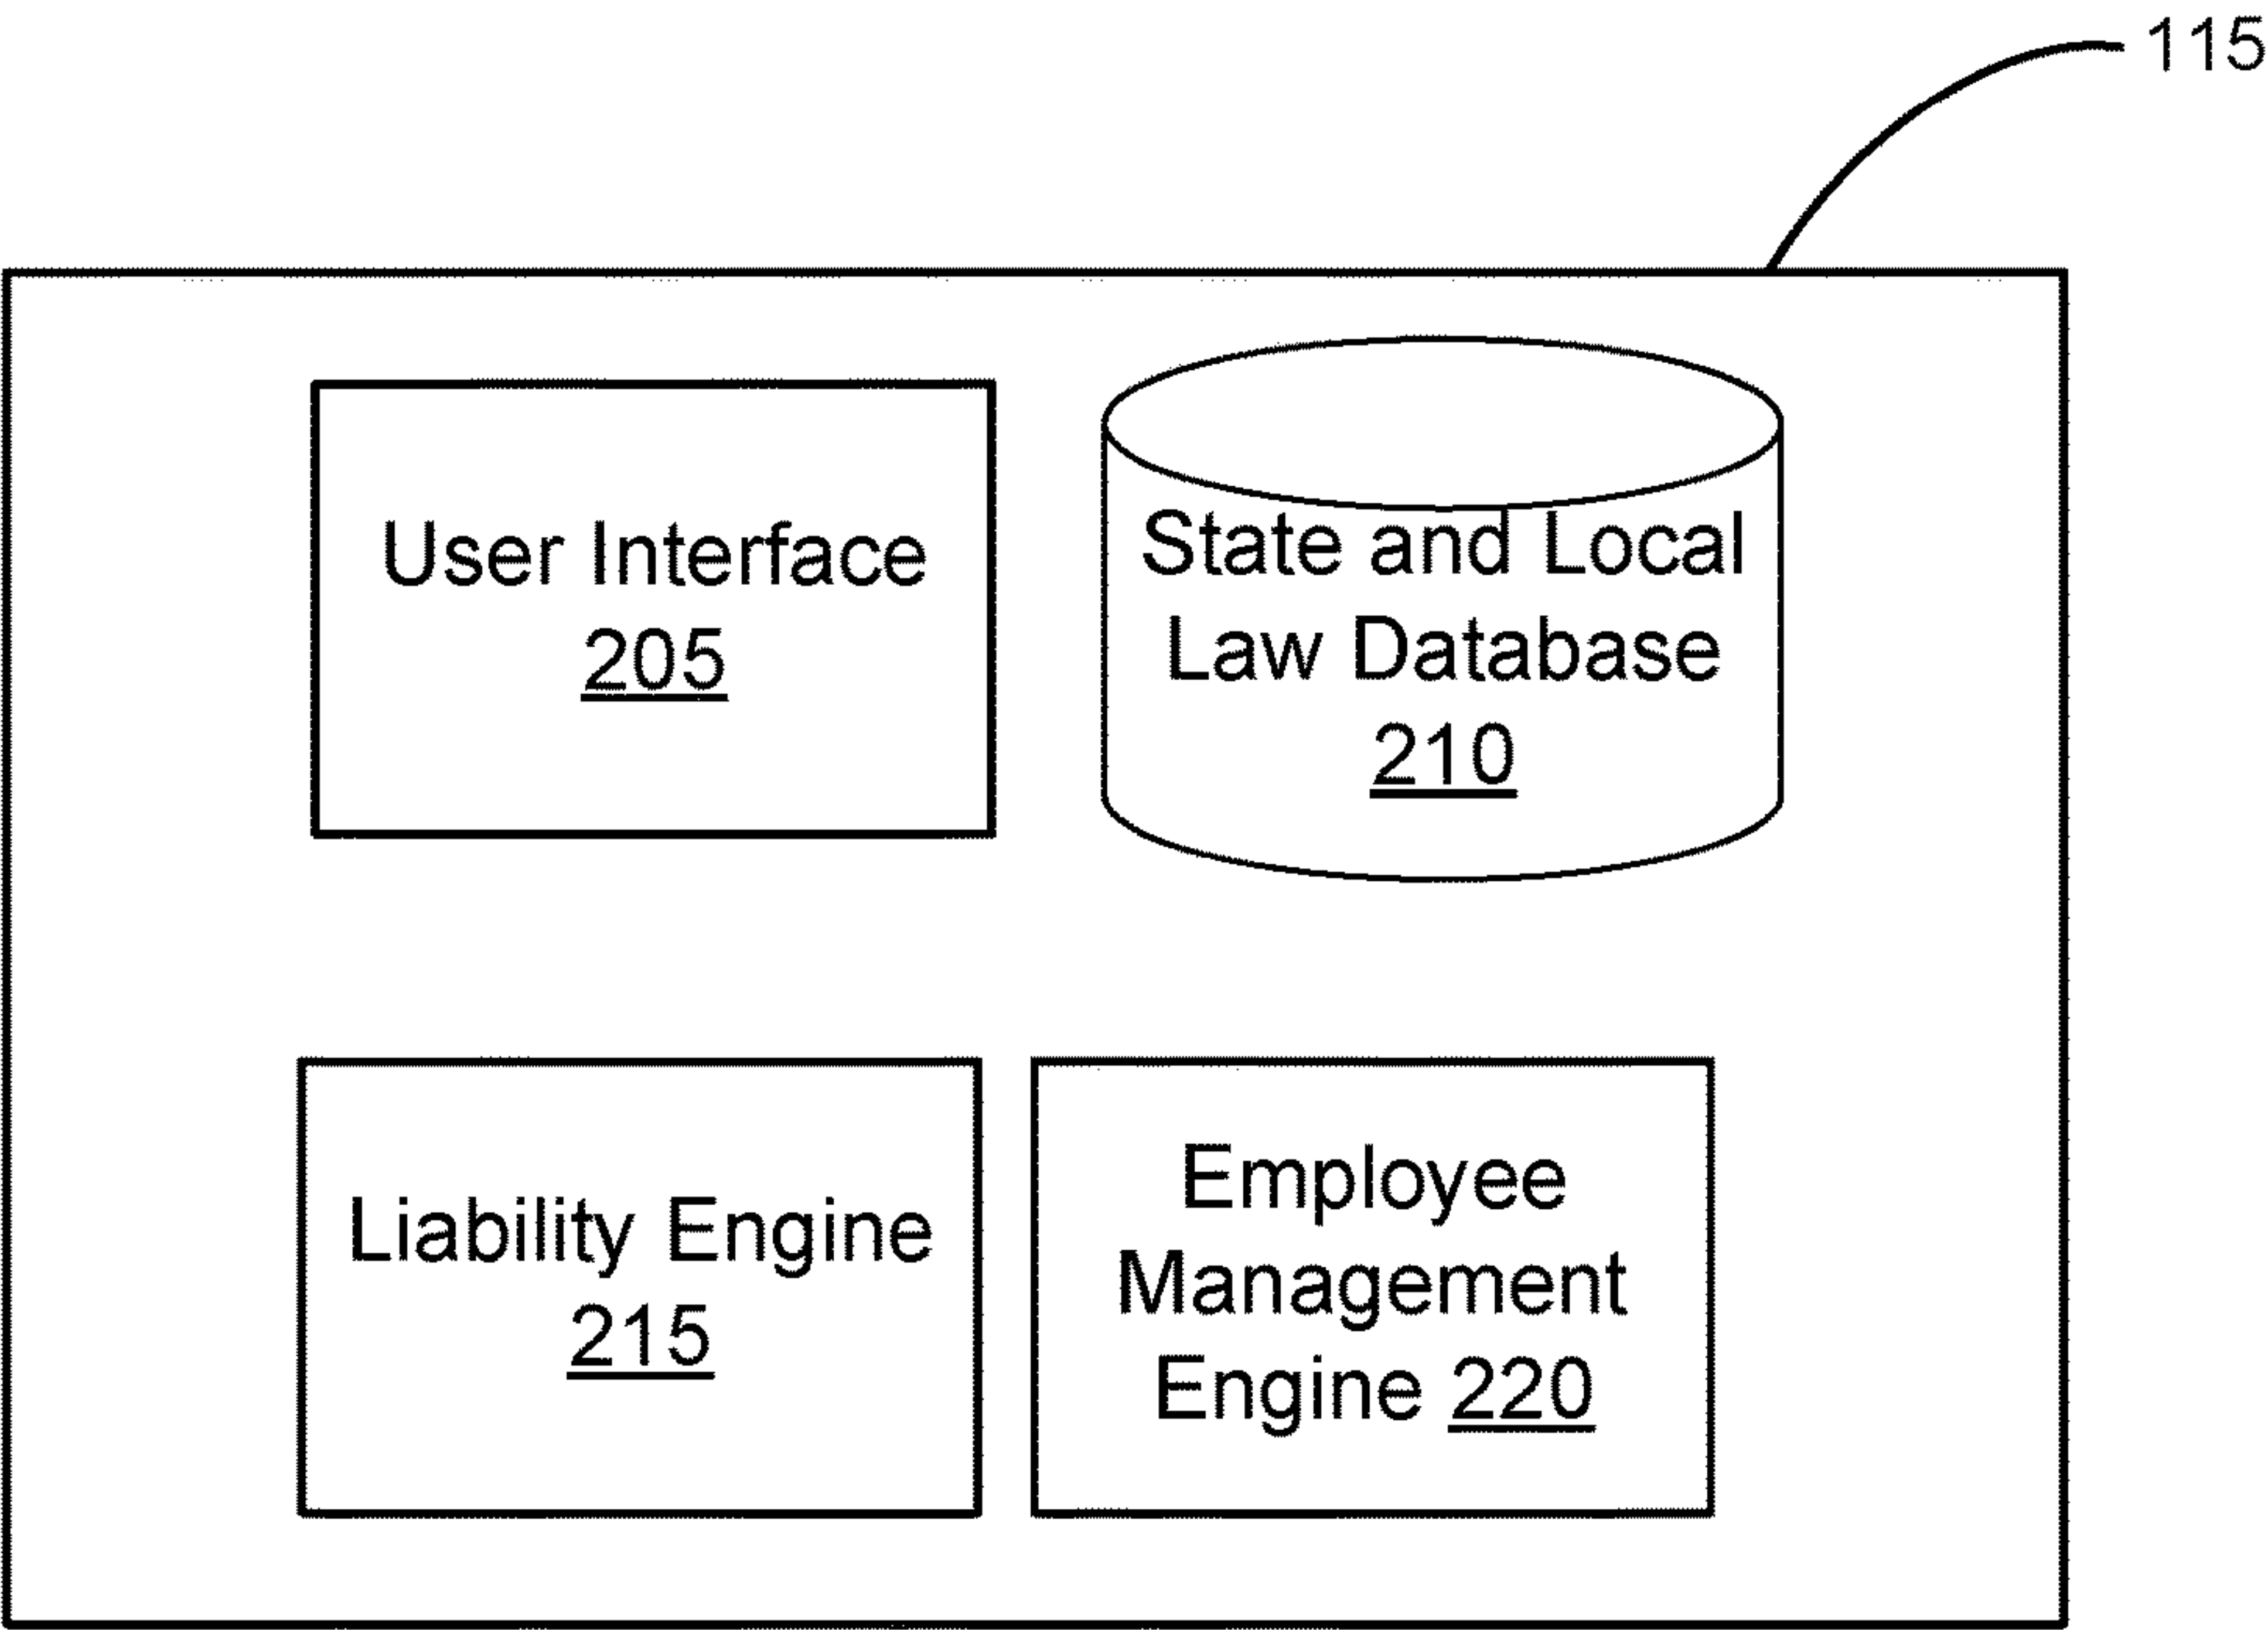 115
User Interface
205
State and Local
Law Database
210
Liability Engine
215
Employee
Management
Engine 220